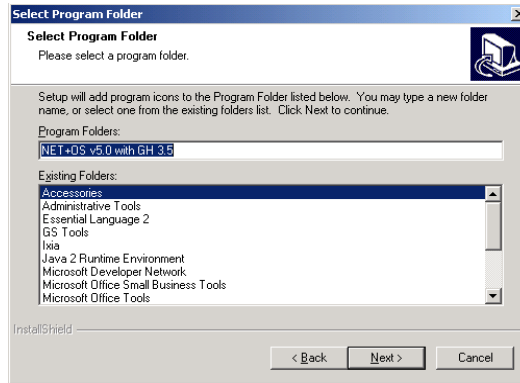 Select Program Folder
Select Program Folder
Please select a program folder.
Setup will add program icons to the Program Folder listed below. You may type a new folder
name, or select one from the existing folders list. Click Next to continue.
Program Folders:
NET+OS v5.0 with GH 3.5
Existing Folders:
Accessories
Administrative Tools
Essential Language 2
GS Tools
Ixia
Java 2 Runtime Environment
Microsoft Developer Network
Microsoft Office Small Business Tools
Microsoft Office Tools
InstallShield
< Back
Next >
Cancel